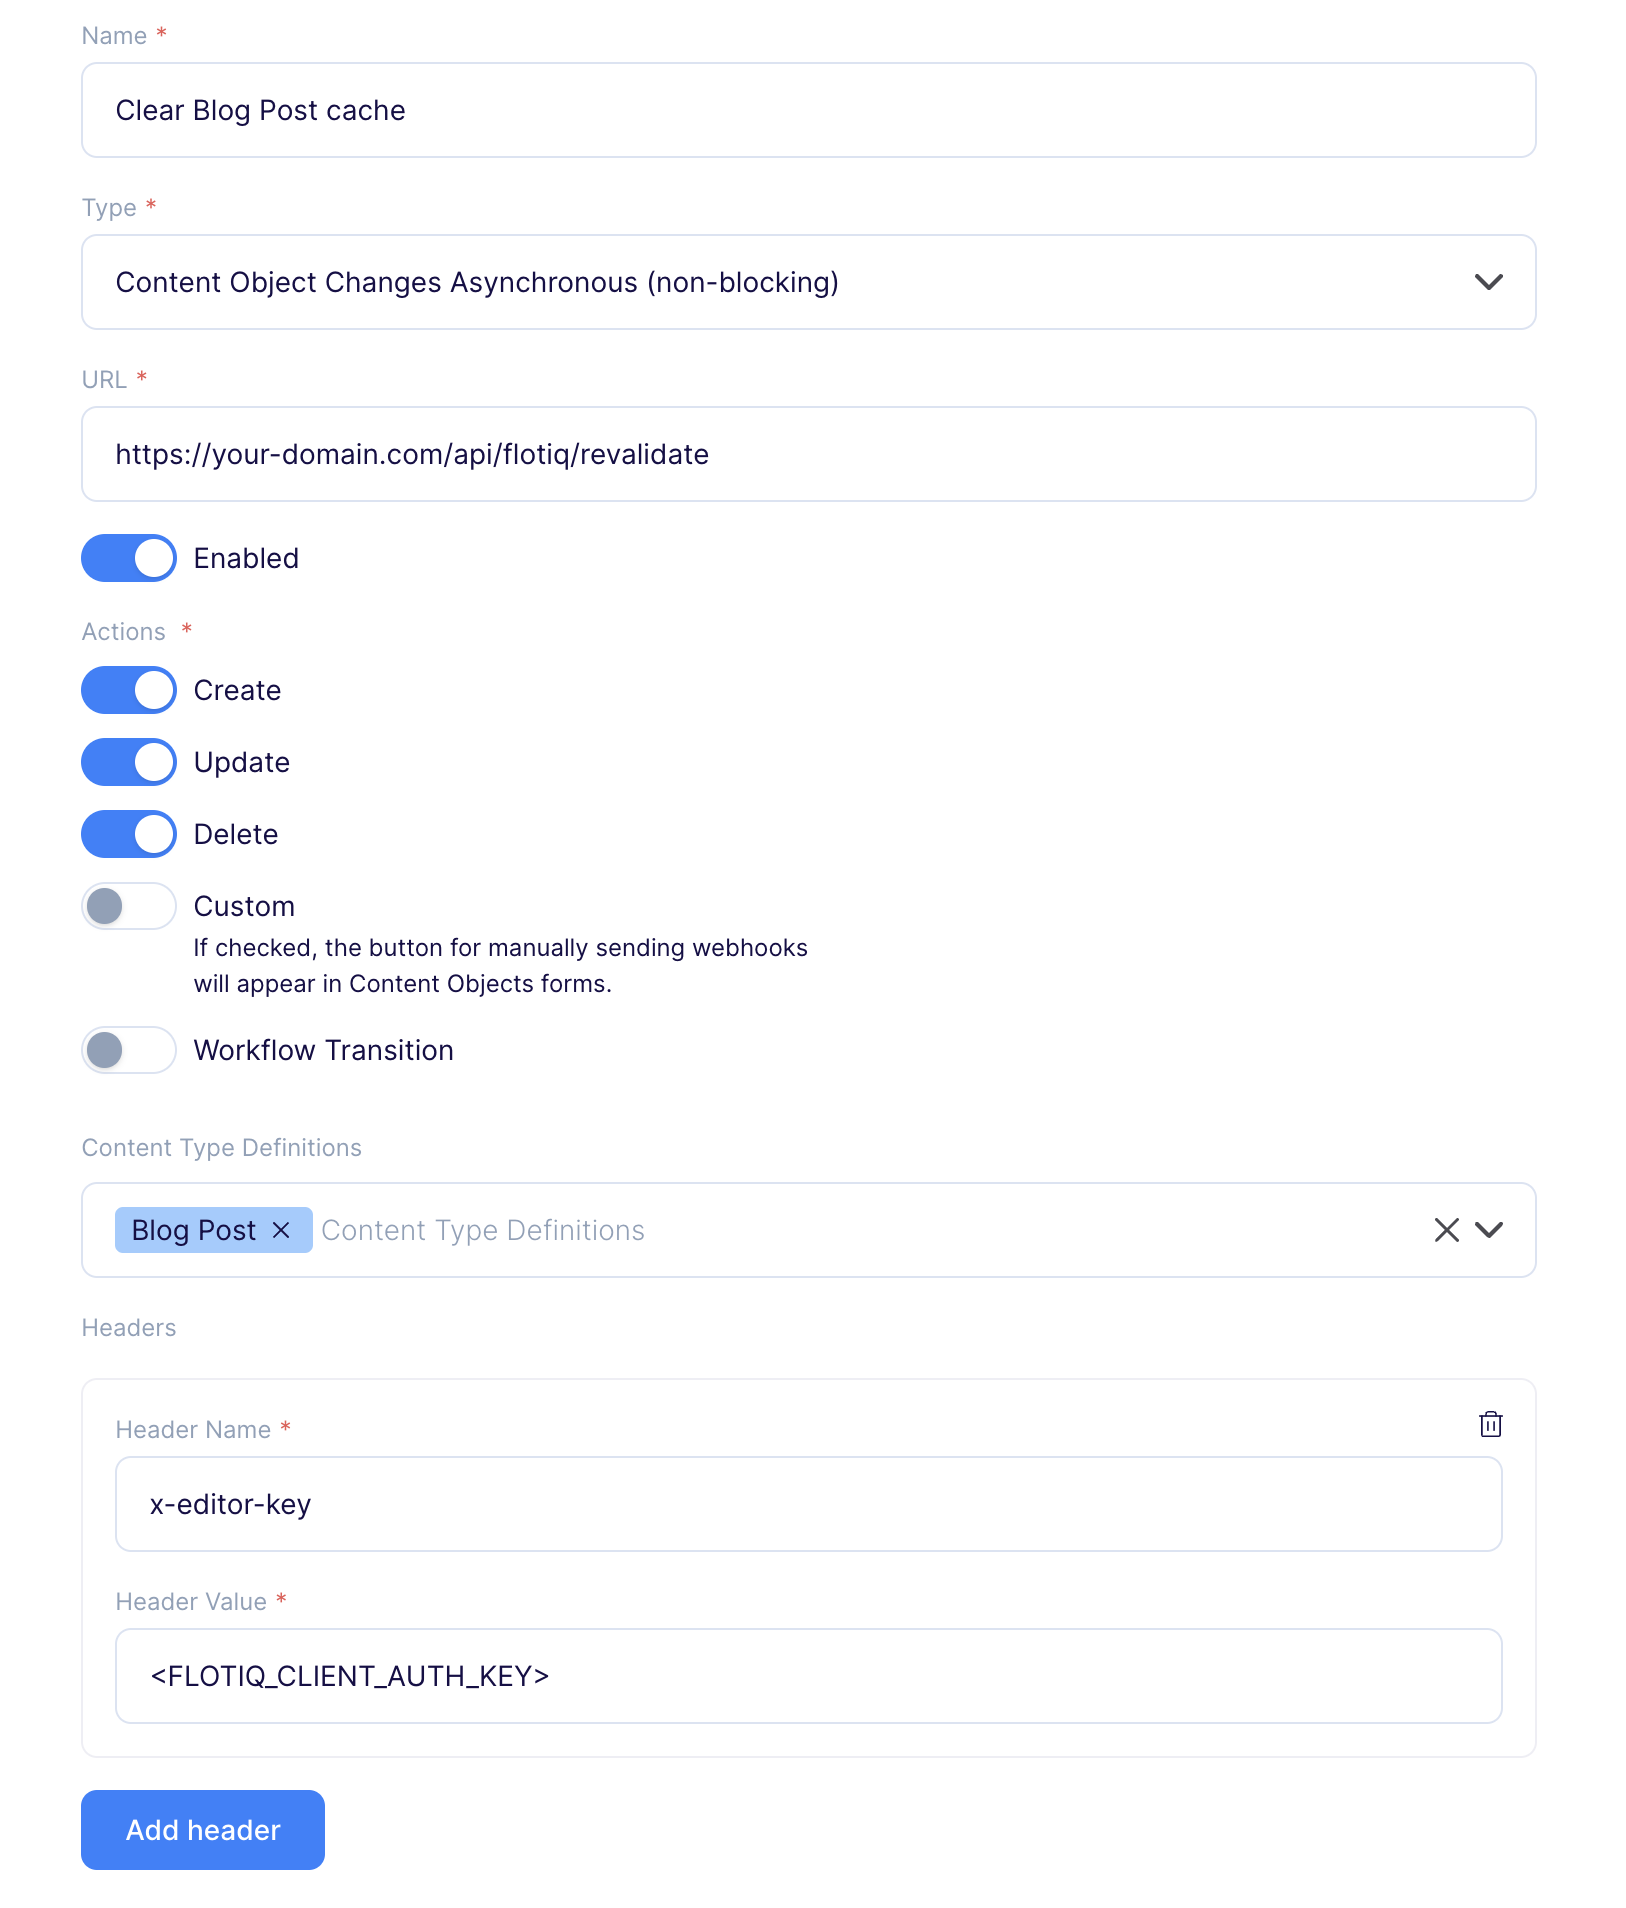 Name *
Clear Blog Post cache
Type *
Content Object Changes Asynchronous (non-blocking)
URL *
https://your-domain.com/api/flotiq/revalidate
Enabled
Actions *
Create
Update
Delete
Custom
If checked, the button for manually sending webhooks
will appear in Content Objects forms.
Workflow Transition
Content Type Definitions
Blog Post Content Type Definitions
Headers
Header Name *
x-editor-key
Header Value *
<FLOTIQ_CLIENT_AUTH_KEY>
Add header